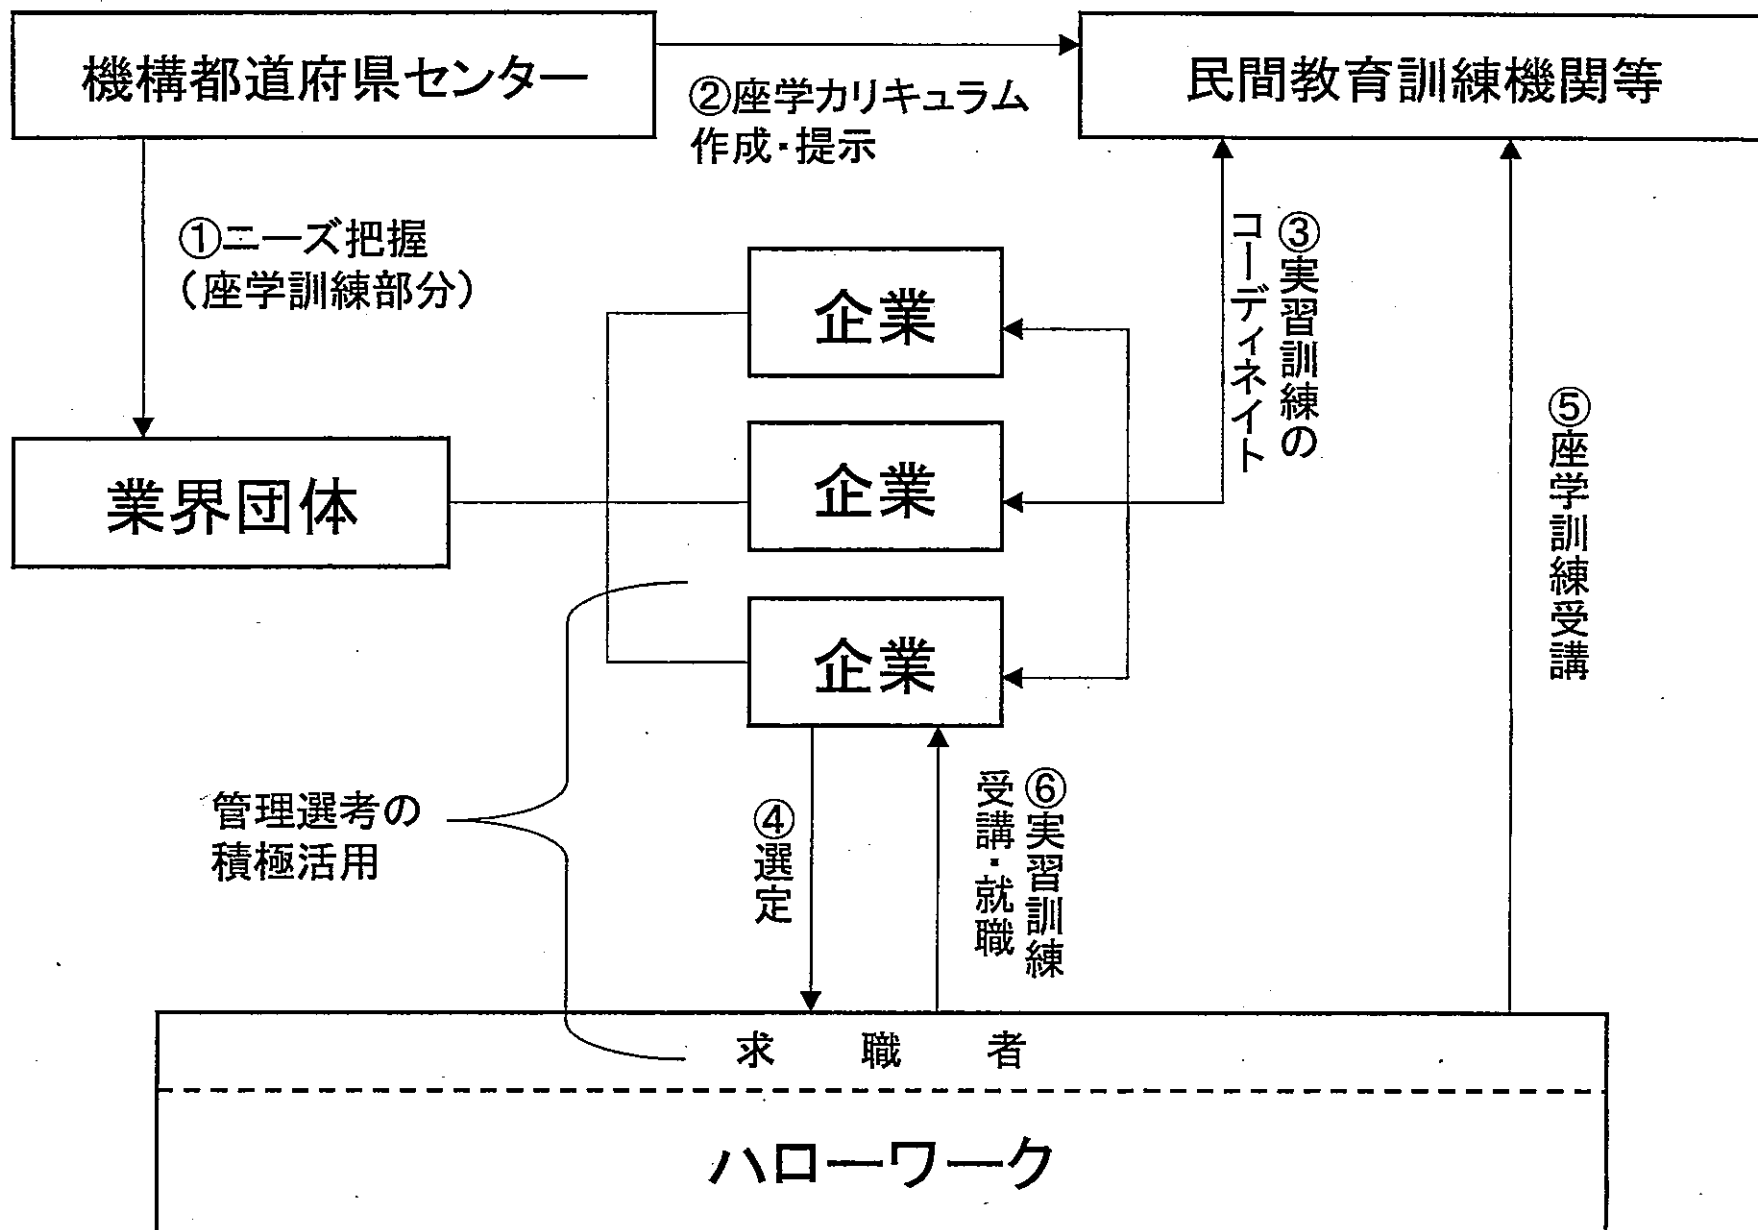 機構都道府県センター
②座学カリキュラム
作成・提示
民間教育訓練機関等
①ニーズ把握
(座学訓練部分)
③実習訓練の
コーディネイト
企業
企業
企業
業界団体
⑤座学訓練受講
管理選考の
積極活用
④選定
⑥実習訓練
受講・就職
求職者
ハローワーク